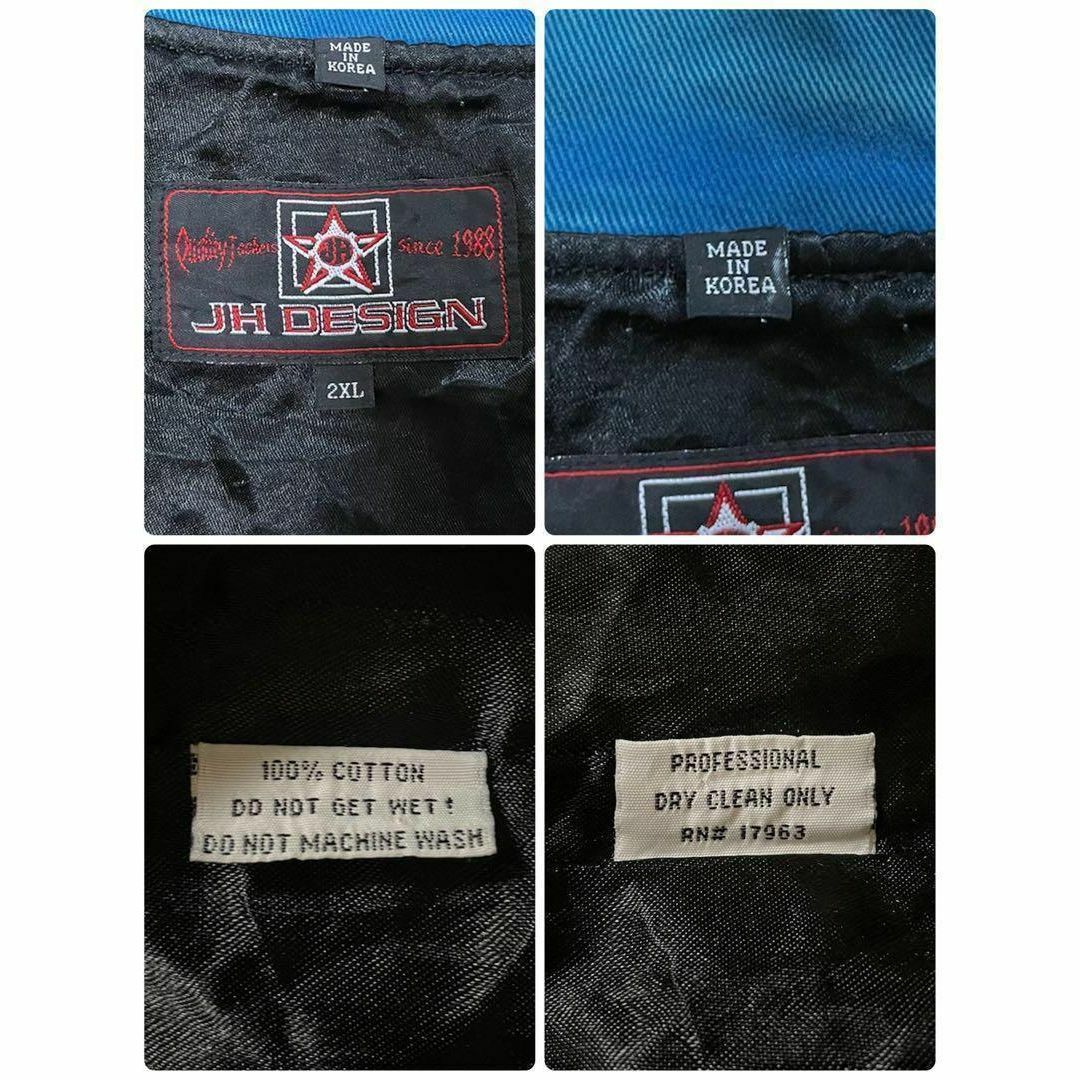 MADE
IN
KOREA
Quality Jackets since 1988
JH
JH DESIGN
2XL
MADE
IN
KOREA
100% COTTON
DO NOT GET WET!
DO NOT MACHINE WASH
PROFESSIONAL
DRY CLEAN ONLY
RN# 17963